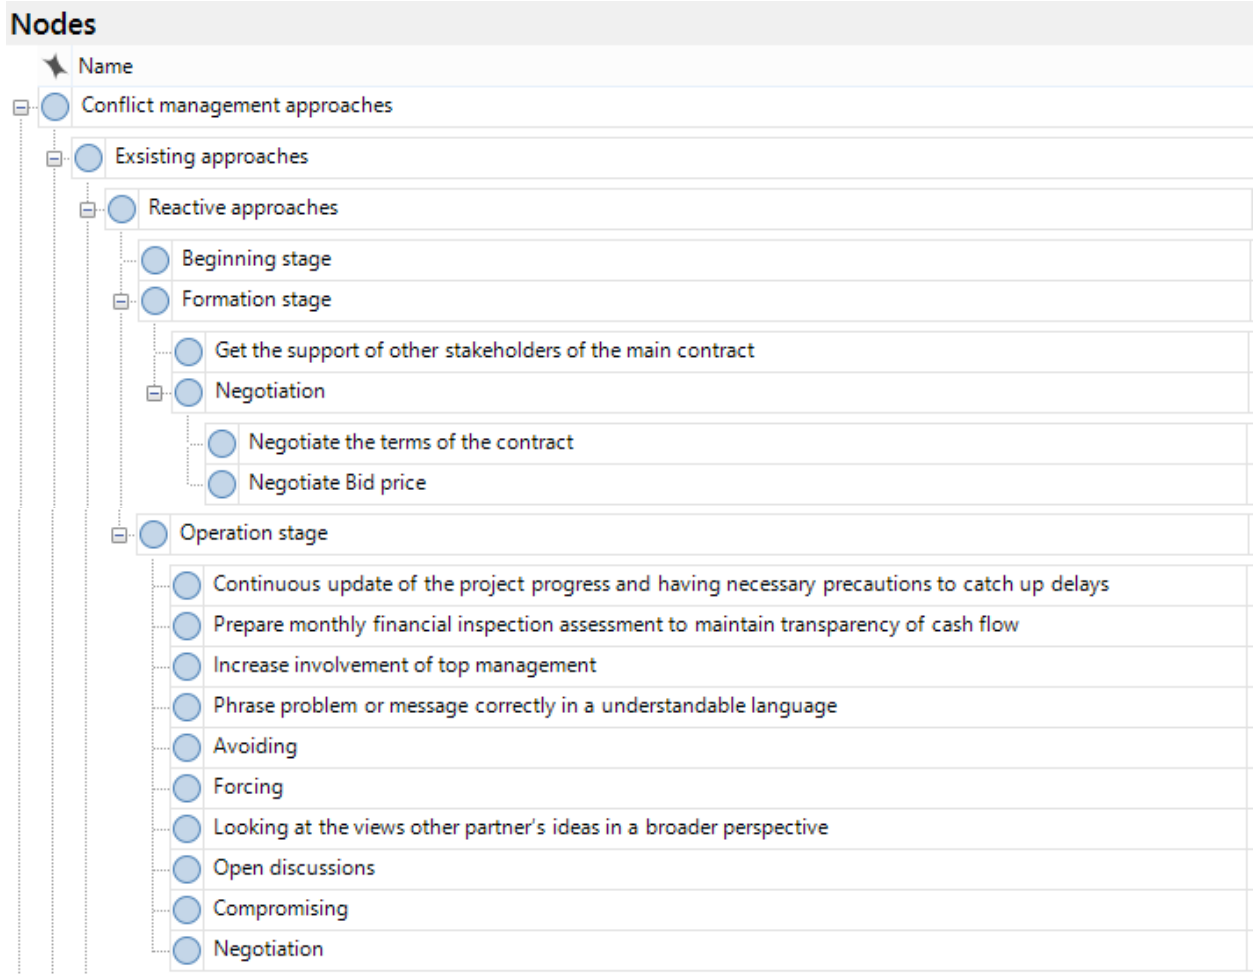 Nodes
Name
Conflict management approaches
Exsisting approaches
Reactive approaches
Beginning stage
Formation stage
Get the support of other stakeholders of the main contract
Negotiation
Negotiate the terms of the contract
Negotiate Bid price
Operation stage
Continuous update of the project progress and having necessary precautions to catch up delays
Prepare monthly financial inspection assessment to maintain transparency of cash flow
Increase involvement of top management
Phrase problem or message correctly in a understandable language
Avoiding
Forcing
Looking at the views other partner's ideas in a broader perspective
Open discussions
Compromising
Negotiation